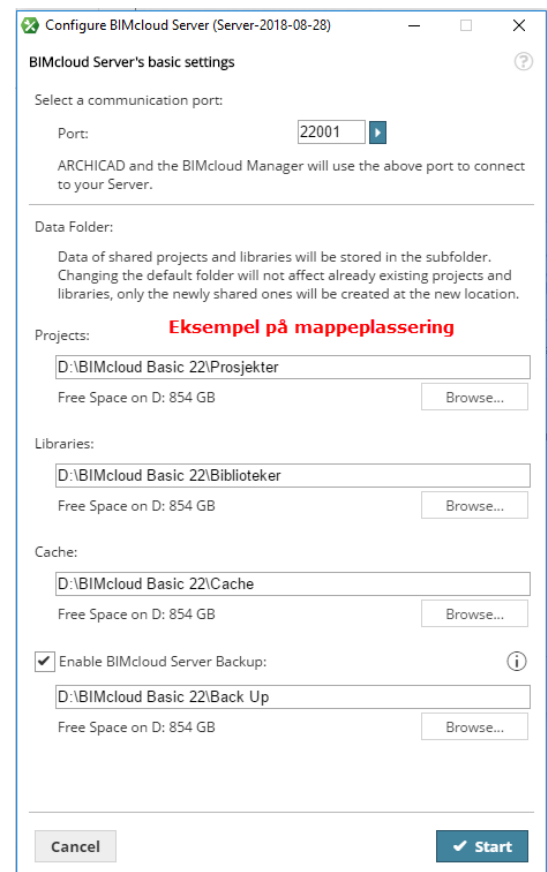 Configure BIMcloud Server (Server-2018-08-28)
BIMcloud Server's basic settings
?
Select a communication port:
Port: 22001
ARCHICAD and the BIMcloud Manager will use the above port to connect
to your Server.
Data Folder:
Data of shared projects and libraries will be stored in the subfolder.
Changing the default folder will not affect already existing projects and
libraries, only the newly shared ones will be created at the new location.
Eksempel på mappeplassering
Projects:
D:\BIMcloud Basic 22\Prosjekter
Free Space on D: 854 GB Browse...
Libraries:
D:\BIMcloud Basic 22\Biblioteker
Free Space on D: 854 GB Browse...
Cache:
D:\BIMcloud Basic 22\Cache
Free Space on D: 854 GB Browse...
Enable BIMcloud Server Backup:
D:\BIMcloud Basic 22\Back Up
Free Space on D: 854 GB Browse...
Cancel Start